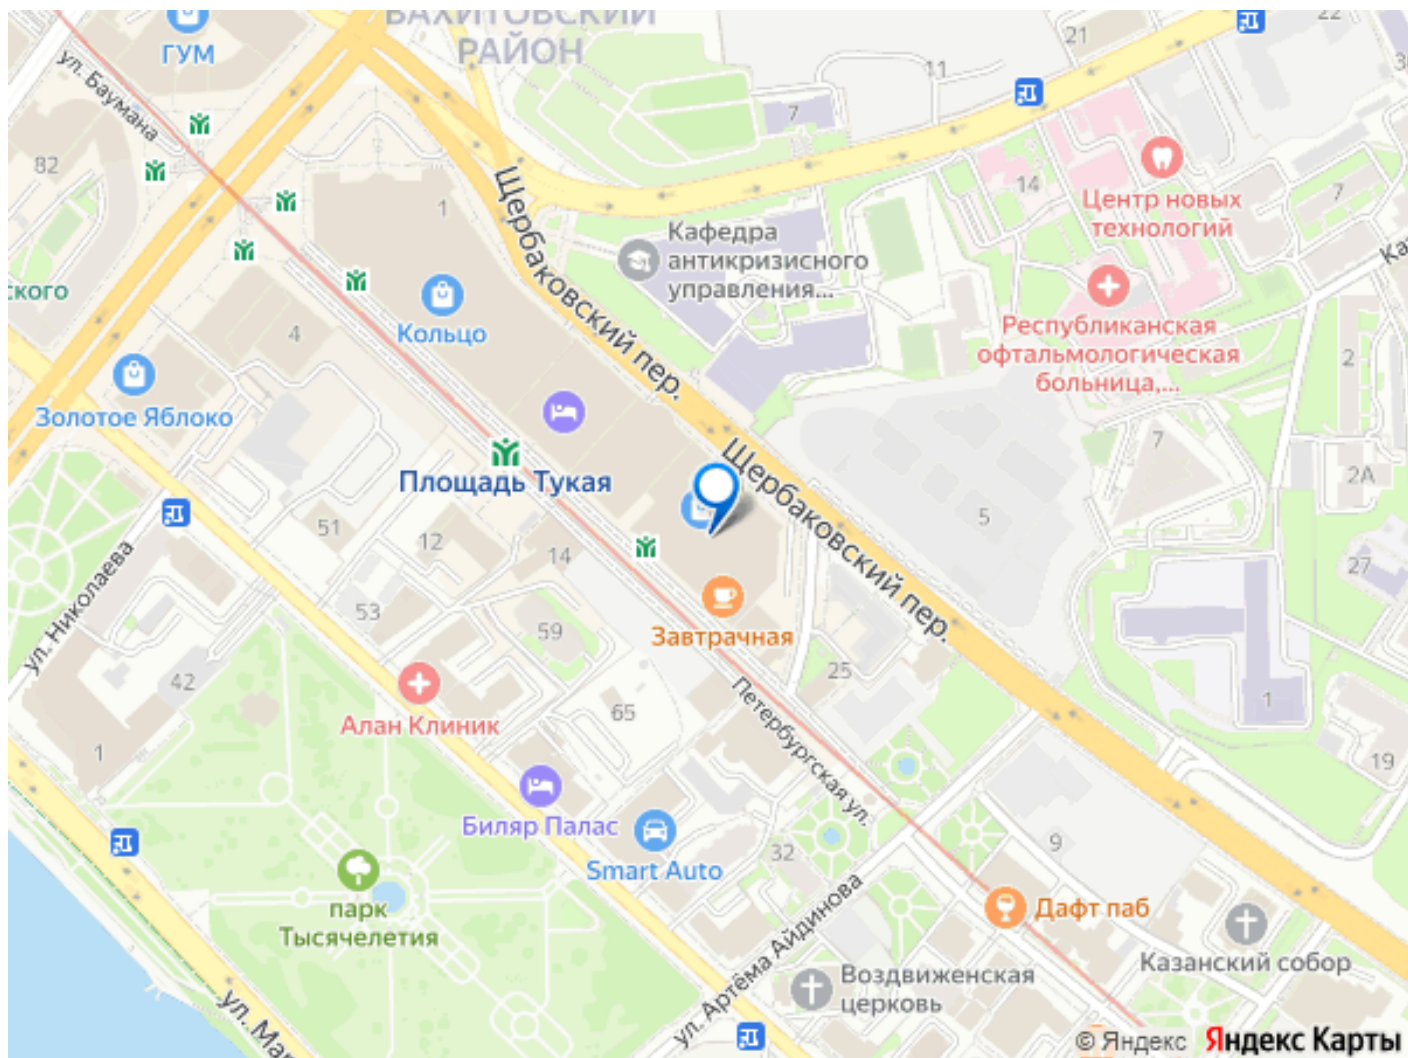 ВАХИТОВСКИЙ
РАЙОН
ГУМ
ул. Баумана
82
21
22
11
7
14
Центр новых
технологий
7
1
Щербаковский пер.
Кафедра
антикризисного
управления...
ского
4
Кольцо
Республиканская
офтальмологическая
больница,...
2
Золотое Яблоко
7
2А
Площадь Тукая
Щербаковский пер.
5
51
12
14
27
ул. Николаева
53
59
Завтрачная
25
42
Алан Клиник
65
Петербургская ул.
1
1
19
Биляр Палас
Smart Auto
32
9
парк
Тысячелетия
ул. Артёма Айдинова
Дафт паб
Казанский собор
Воздвиженская
церковь
© Яндекс
Яндекс Карты